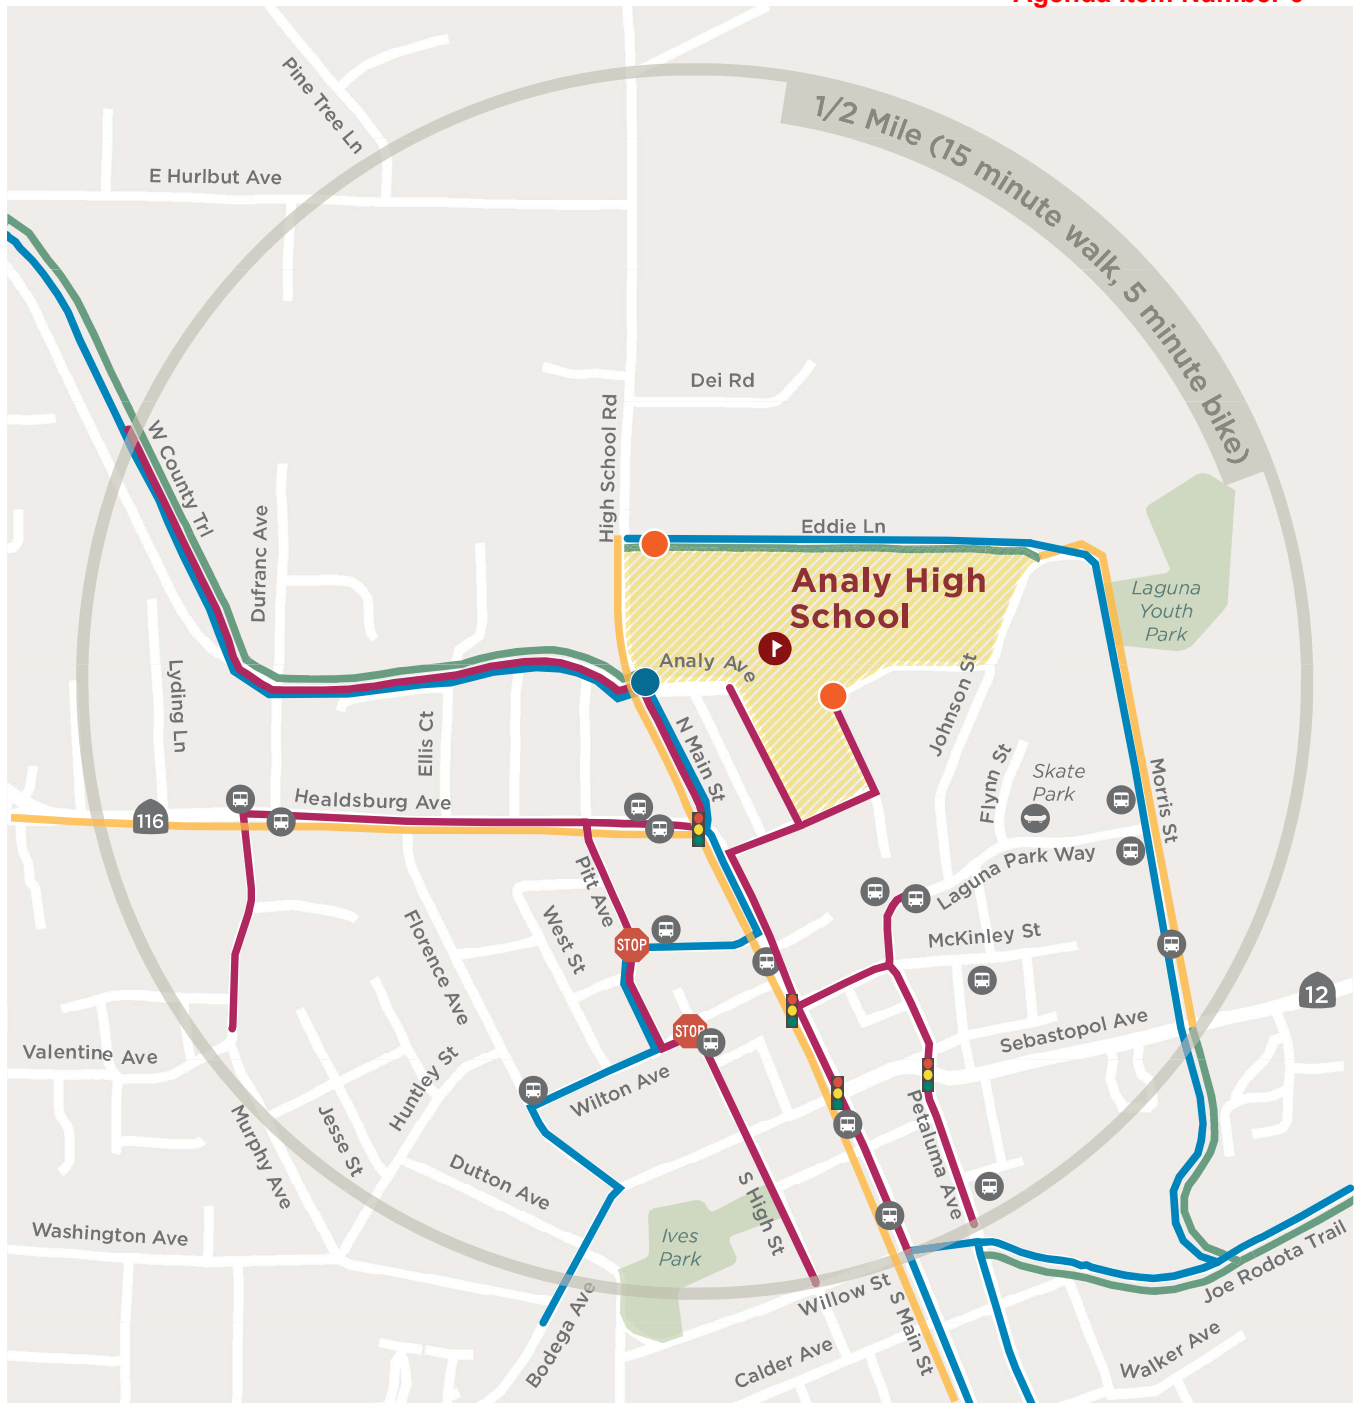 Agenda Item Number
1/2 Mile (15 minute walk, 5 minute bike)
Pine Tree Ln
E Hurlbut Ave
Dei Rd
High School Rd
W County Trl
Dufranc Ave
Eddie Ln
Analy High
School
Laguna
Youth
Park
Analy Ave
Johnson St
Lyding Ln
Ellis Ct
N Main St
Flynn St
Skate
Park
Morris St
116
Healdsburg Ave
Pitt Ave
Laguna Park Way
West St
Florence Ave
STOP
McKinley St
12
STOP
Sebastopol Ave
Valentine Ave
Huntley St
Wilton Ave
Petaluma Ave
Murphy Ave
Jesse St
Dutton Ave
S High St
Washington Ave
Ives
Park
Joe Rodota Trail
Willow St
S Main St
Bodega Ave
Calder Ave
Walker Ave